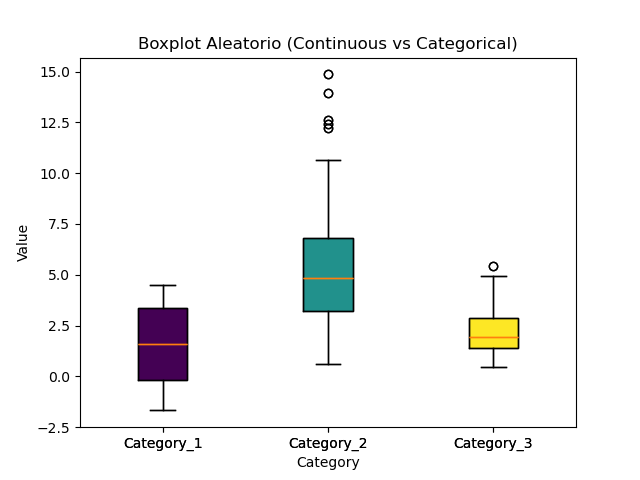 Boxplot Aleatorio (Continuous vs Categorical)
15.0
12.5
10.0
7.5
5.0
2.5
0.0
−2.5
Value
Category_1 Category_2 Category_3
Category